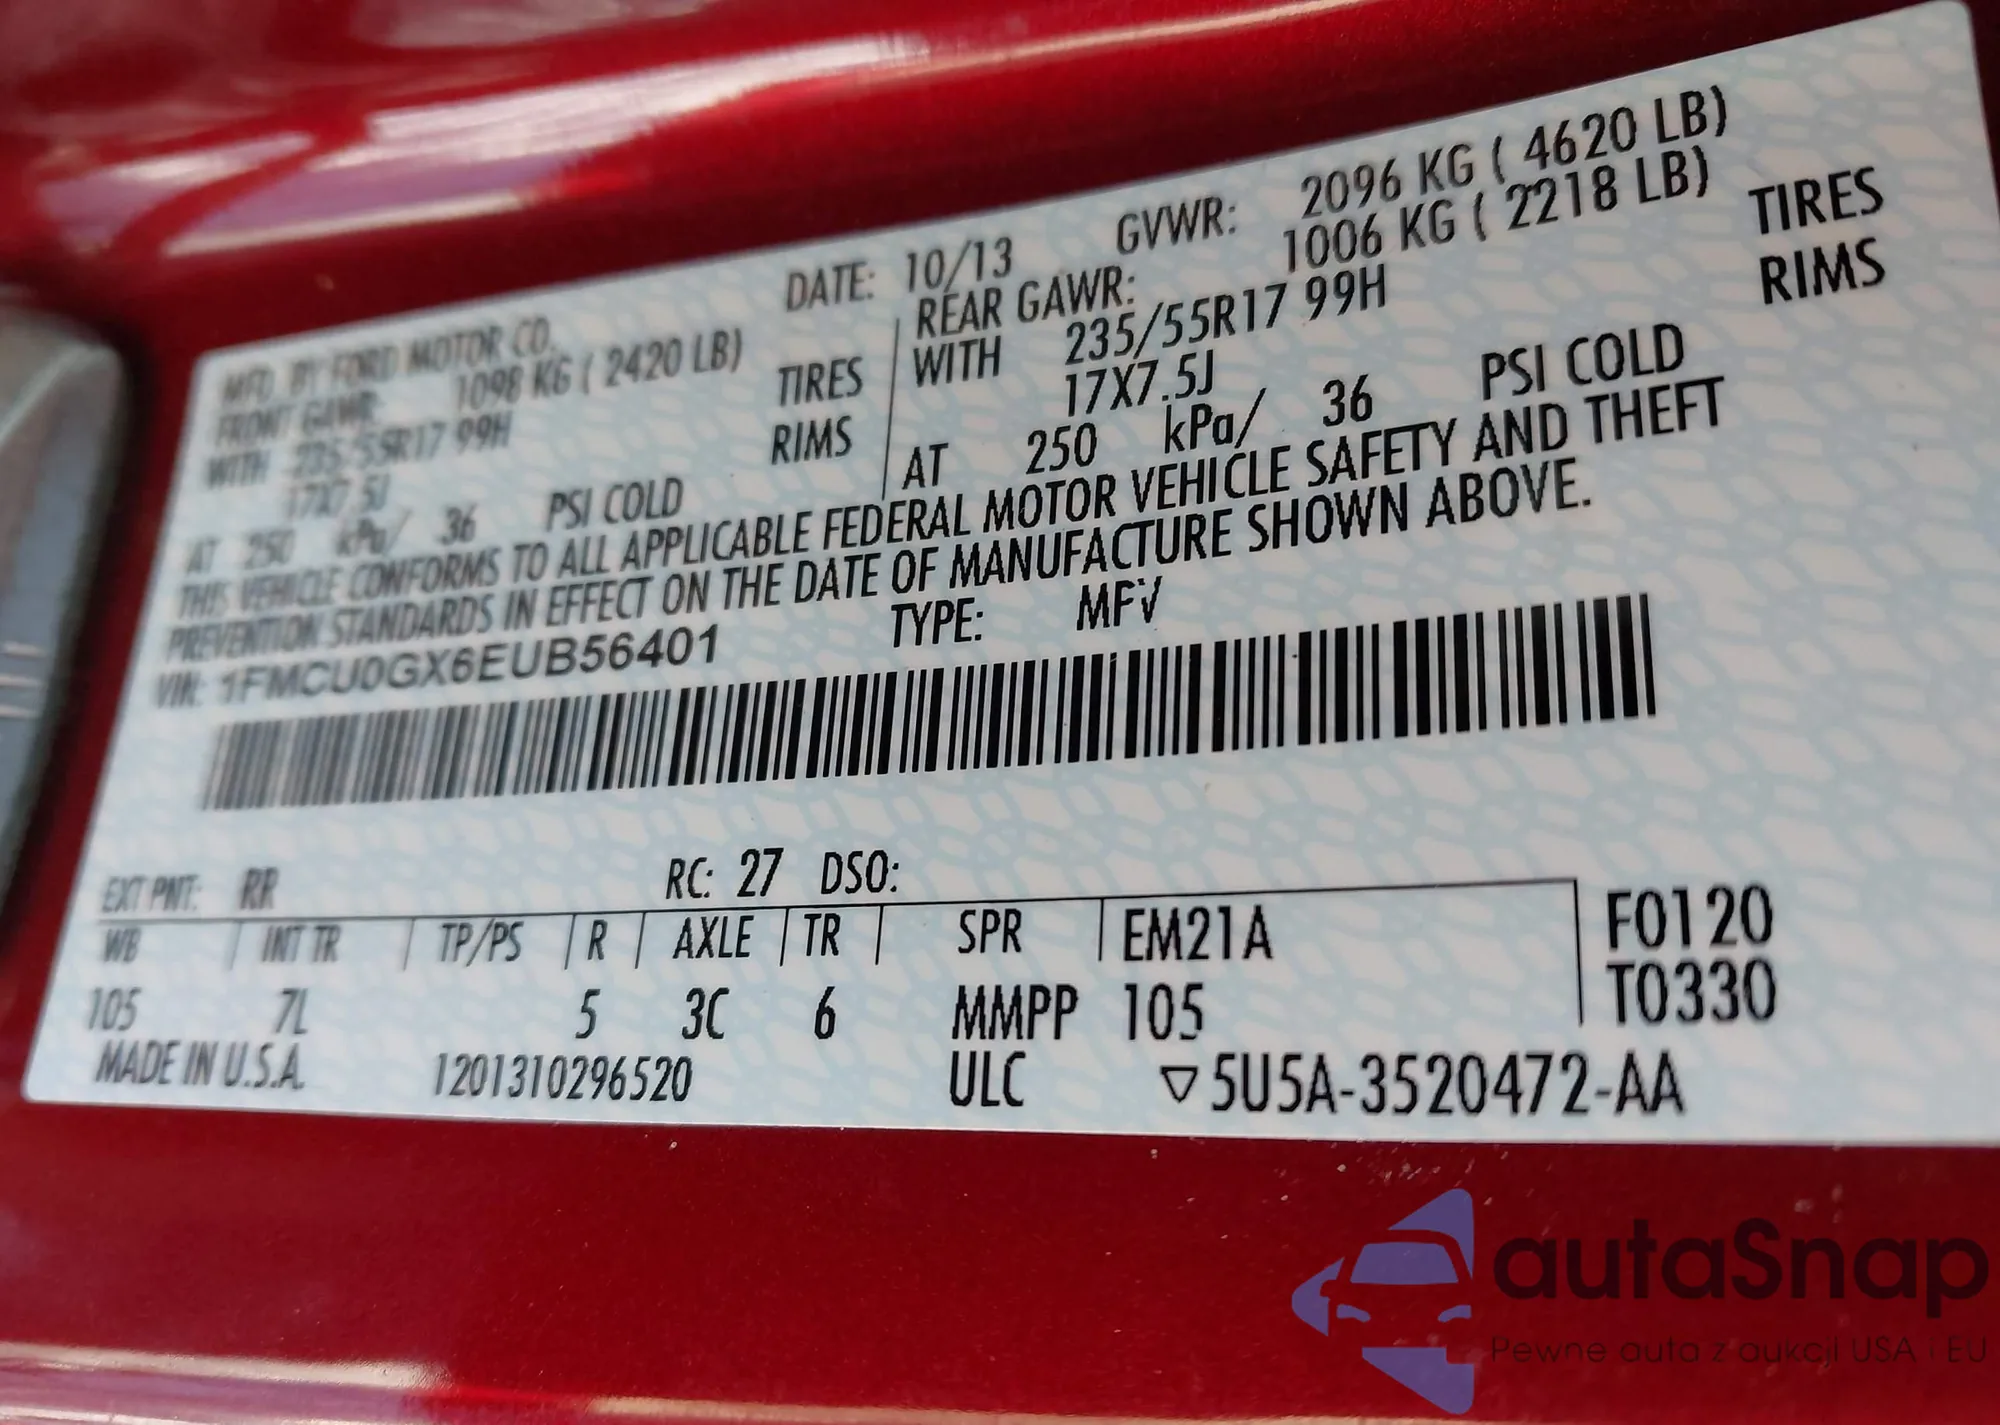 MFD. BY FORD MOTOR CO. DATE: 10/13 GVWR: 2096 KG ( 4620 LB)
FRONT GAWR: 1098 KG ( 2420 LB) REAR GAWR: 1006 KG ( 2218 LB)
WITH 235/55R17 99H TIRES WITH 235/55R17 99H TIRES
17X7.5J RIMS 17X7.5J RIMS
AT 250 kPa/ 36 PSI COLD AT 250 kPa/ 36 PSI COLD
THIS VEHICLE CONFORMS TO ALL APPLICABLE FEDERAL MOTOR VEHICLE SAFETY AND THEFT
PREVENTION STANDARDS IN EFFECT ON THE DATE OF MANUFACTURE SHOWN ABOVE.
VIN: 1FMCU0GX6EUB56401 TYPE: MPV
EXT PNT: RR RC: 27 DSO:
WB INT TR TP/PS R AXLE TR SPR EM21A F0120
105 7L 5 3C 6 MMPP 105 T0330
MADE IN U.S.A. 1201310296520 ULC ▽5U5A-3520472-AA
autaSnap
Pewne auta z aukcji USA i EU